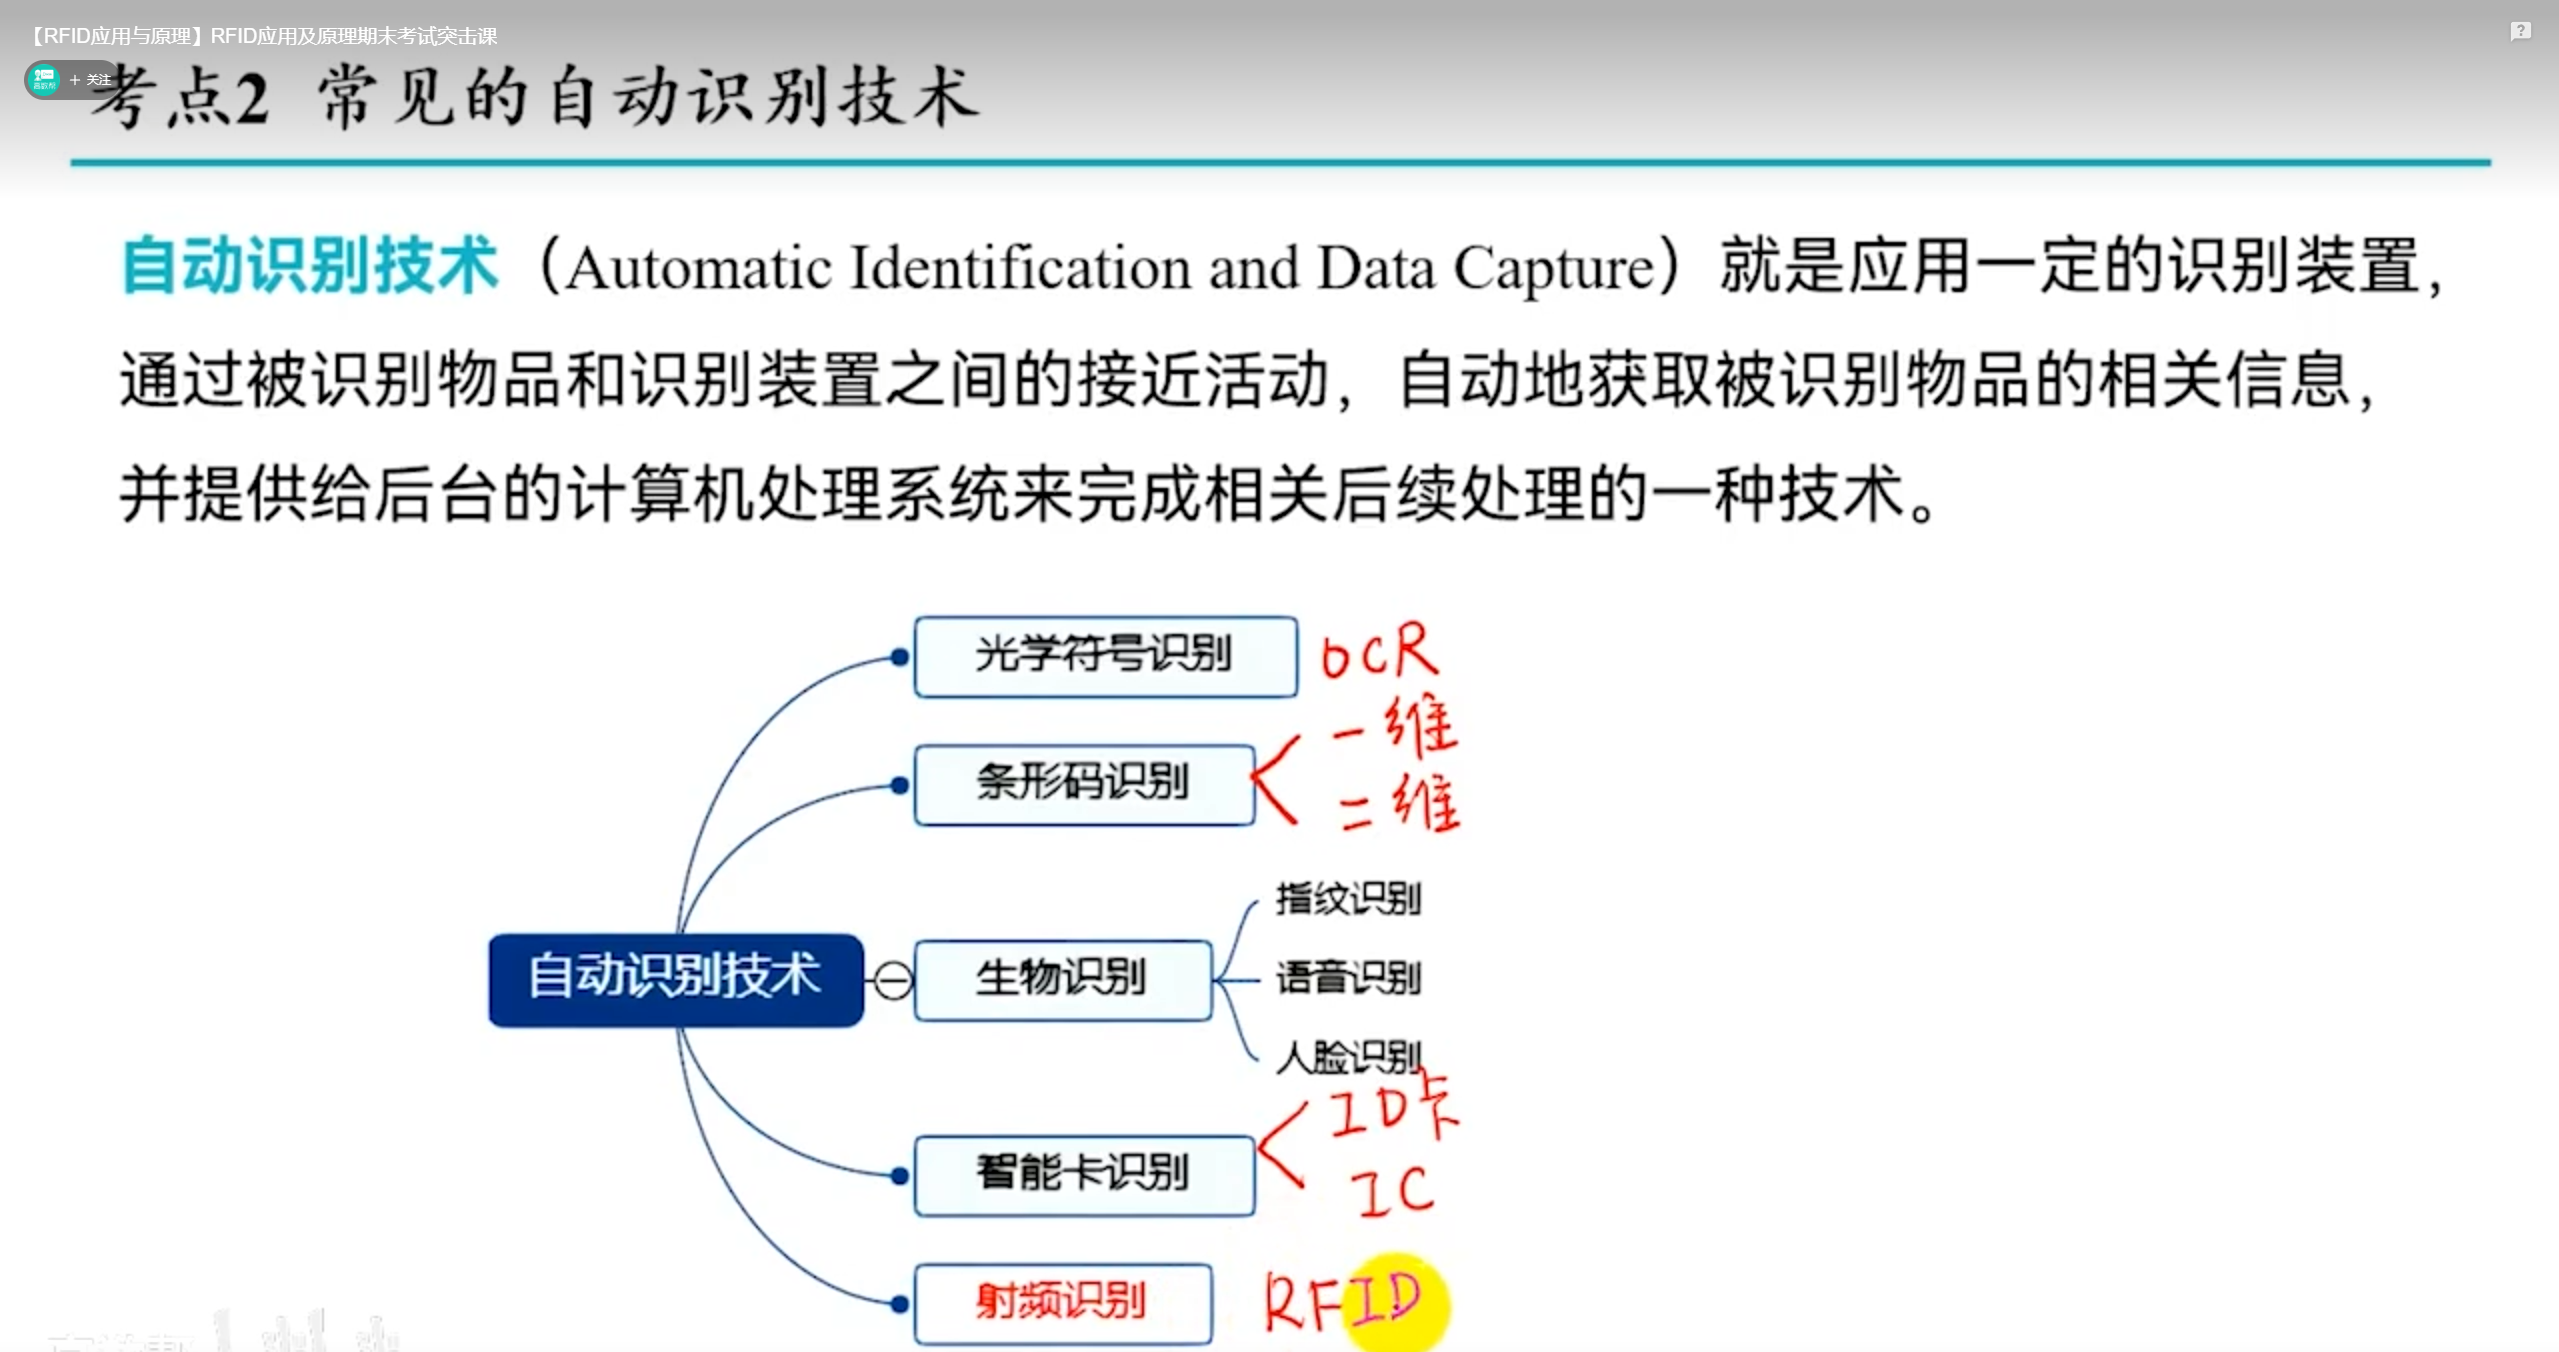 【RFID应用与原理】RFID应用及原理期末考试突击课
+ 关注
考点2 常见的自动识别技术
自动识别技术（Automatic Identification and Data Capture）就是应用一定的识别装置，
通过被识别物品和识别装置之间的接近活动，自动地获取被识别物品的相关信息，
并提供给后台的计算机处理系统来完成相关后续处理的一种技术。
光学符号识别 OCR
一维
条形码识别
二维
指纹识别
自动识别技术 生物识别 语音识别
人脸识别
ID卡
智能卡识别
IC
射频识别 RFID